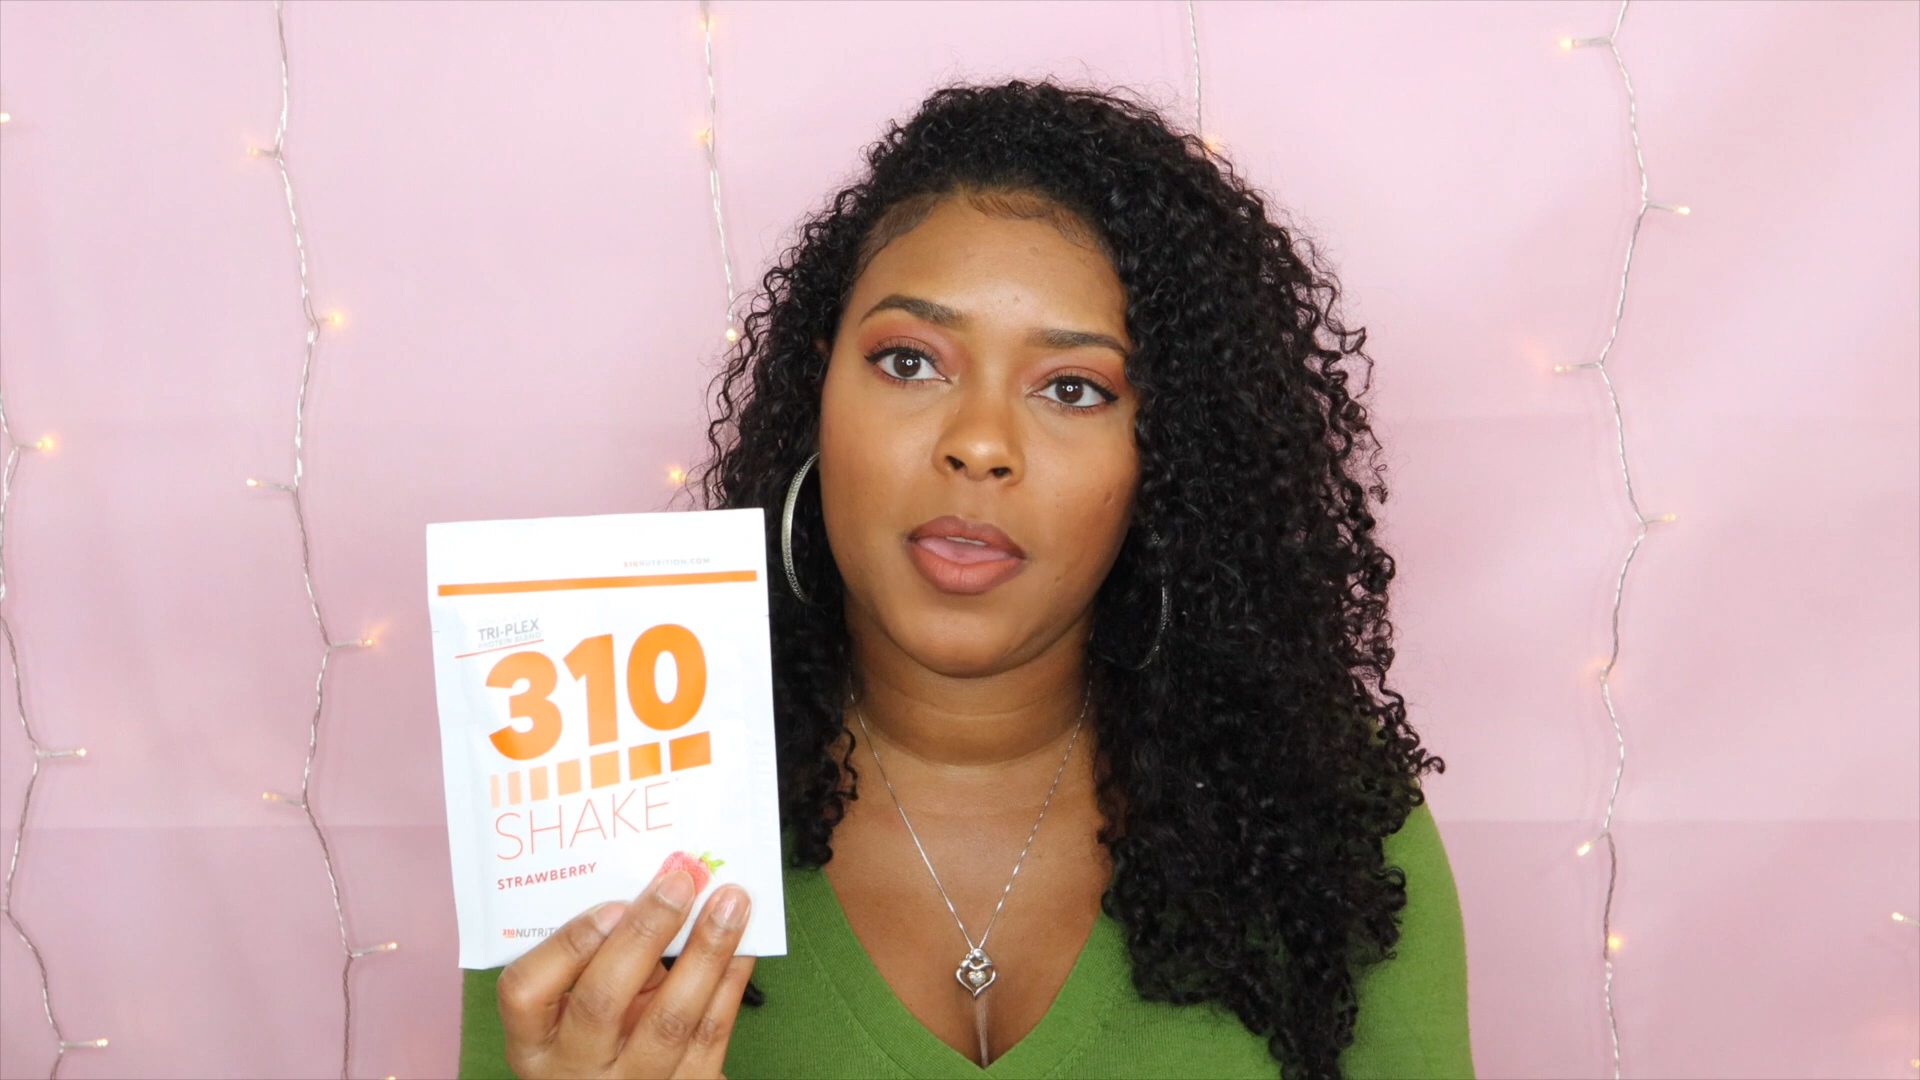 310NUTRITION.COM
TRI-PLEX
PROTEIN BLEND
310
SHAKE
STRAWBERRY